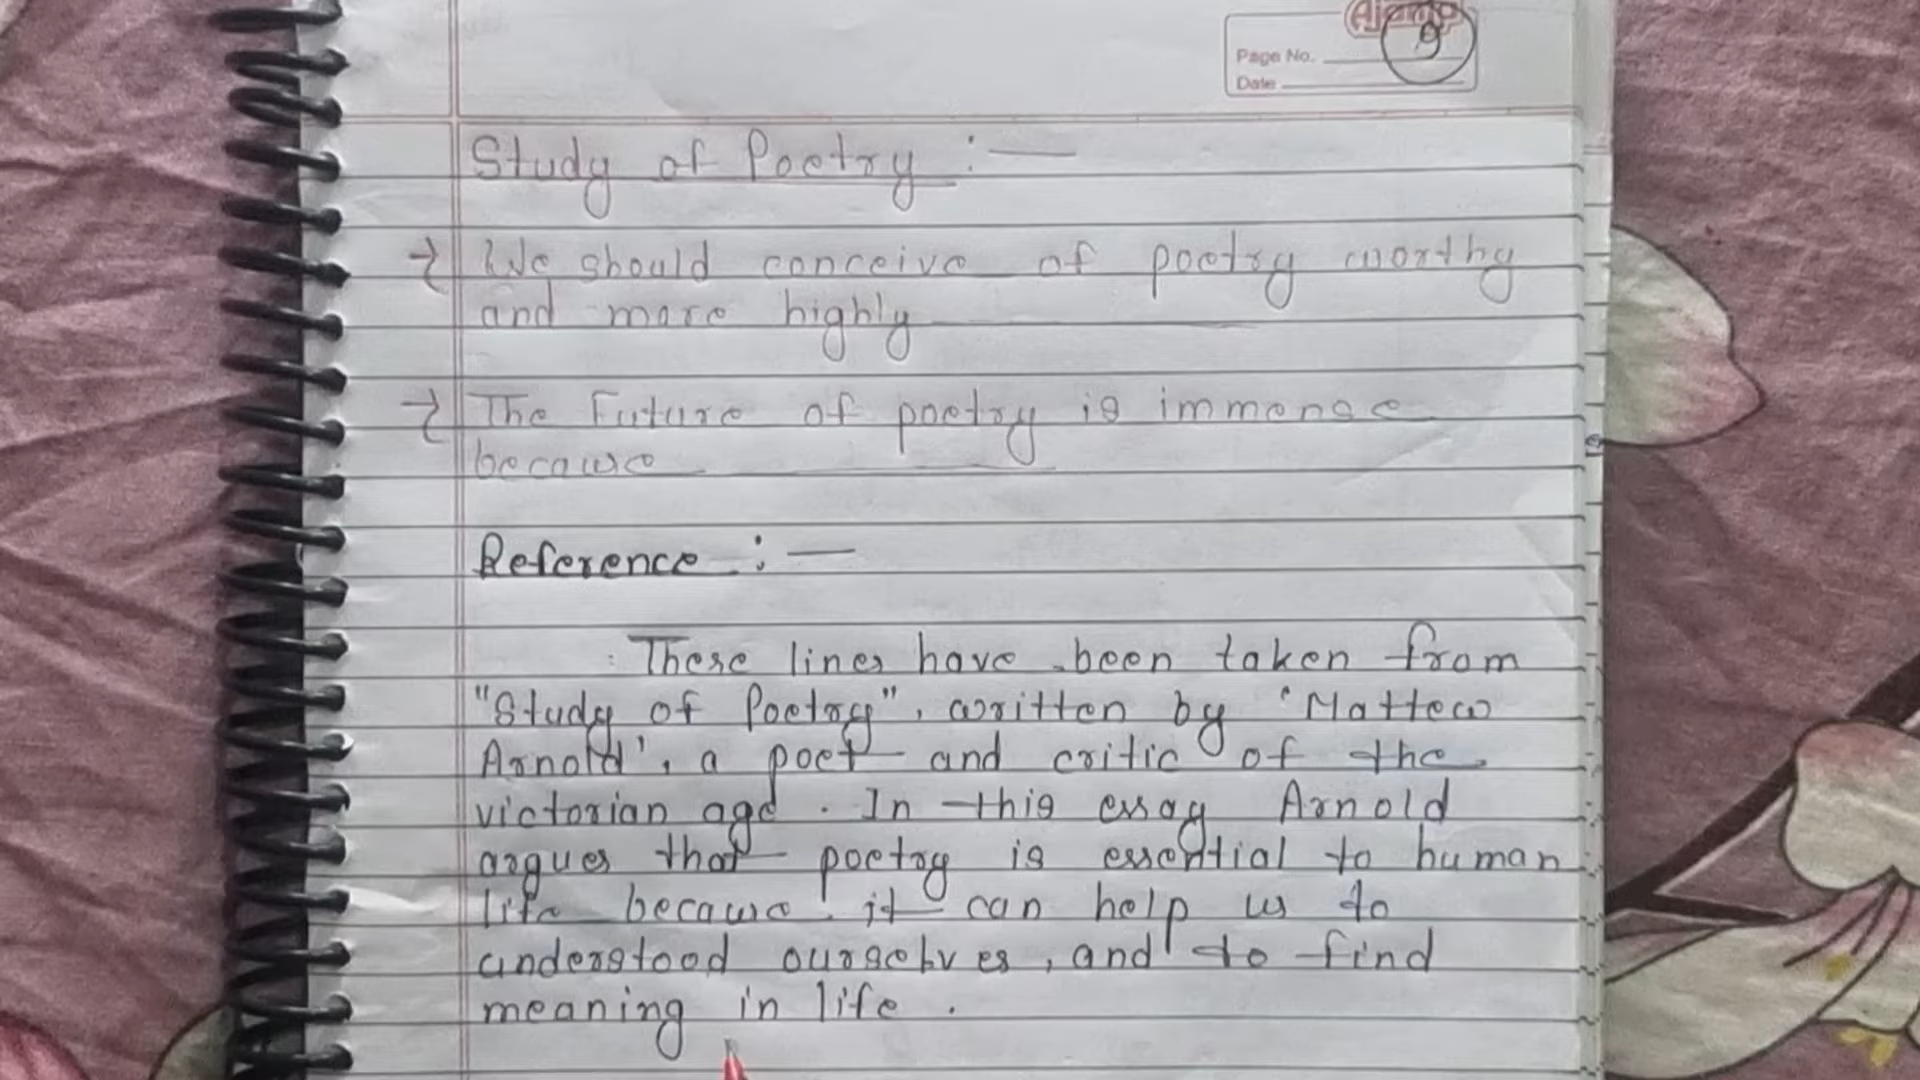 Ajanta
9
Page No.
Date
Study of Poetry :—
→ We should conceive of poetry worthy
and more highly
→ The Future of poetry is immense
because
Reference :—
These lines have been taken from
"Study of Poetry", written by 'Mattew
Arnold', a poet and critic of the
victorian age. In this essay Arnold
argues that poetry is essential to human
life because it can help us to
understood ourselves, and to find
meaning in life.